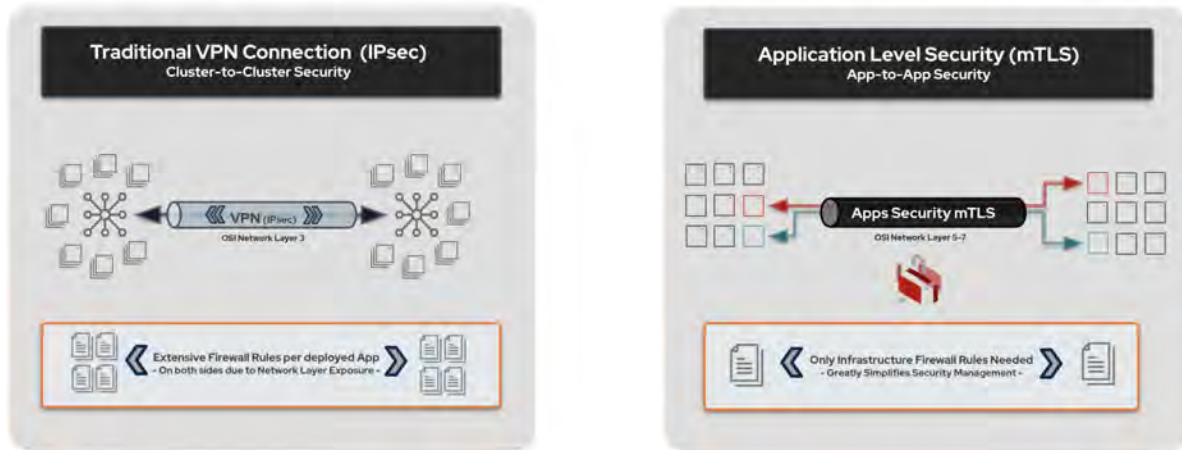 Traditional VPN Connection (IPsec)
Cluster-to-Cluster Security
VPN (IPsec)
OSI Network Layer 3
Extensive Firewall Rules per deployed App
- On both sides due to Network Layer Exposure -
Application Level Security (mTLS)
App-to-App Security
Apps Security mTLS
OSI Network Layer 5-7
Only Infrastructure Firewall Rules Needed
- Greatly Simplifies Security Management -